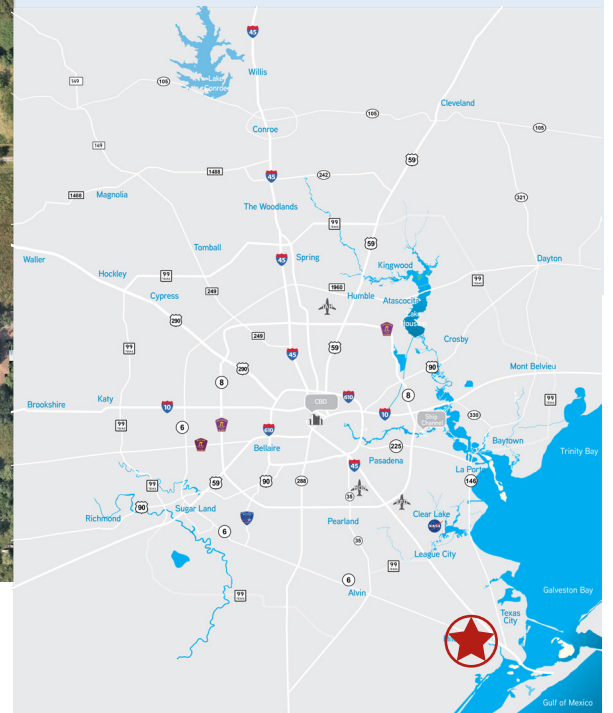 45
Willis
149
105
Lake
Conroe
Cleveland
105
Conroe
105
149
59
1488
45
242
1488
Magnolia
321
The Woodlands
99
Tomball
59
Waller
45
Spring
Dayton
Kingwood
Hockley
99
99
249
1960
Humble
Atascocita
Cypress
290
249
59
Crosby
99
45
290
90
Mont Belvieu
8
Katy
CBD
610
8
99
Brookshire
10
10
Ship
Channel
330
99
6
610
225
Baytown
Bellaire
Trinity Bay
45
Pasadena
La Port
99
59
90
288
146
35
90
Sugar Land
Richmond
Clear Lake
Pearland
NASA
6
35
League City
99
6
99
Alvin
Galveston Bay
Texas
City
Gulf of Mexico